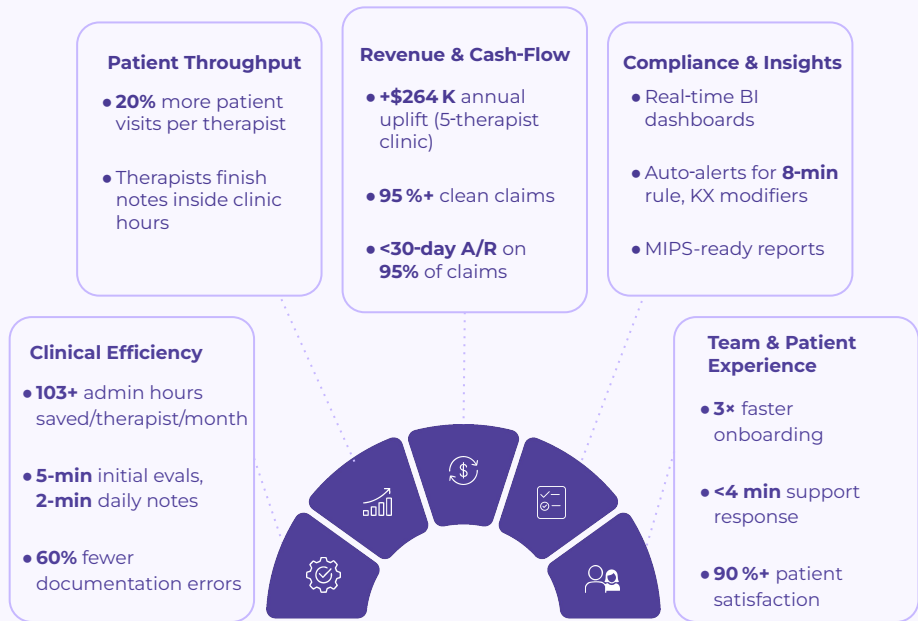 Patient Throughput
● 20% more patient
visits per therapist
● Therapists finish
notes inside clinic
hours
Revenue & Cash-Flow
● +$264 K annual
uplift (5-therapist
clinic)
● 95 %+ clean claims
● <30-day A/R on
95% of claims
Compliance & Insights
● Real-time BI
dashboards
● Auto-alerts for 8-min
rule, KX modifiers
● MIPS-ready reports
Clinical Efficiency
● 103+ admin hours
saved/therapist/month
● 5-min initial evals,
2-min daily notes
● 60% fewer
documentation errors
Team & Patient
Experience
● 3× faster
onboarding
● <4 min support
response
● 90 %+ patient
satisfaction
$